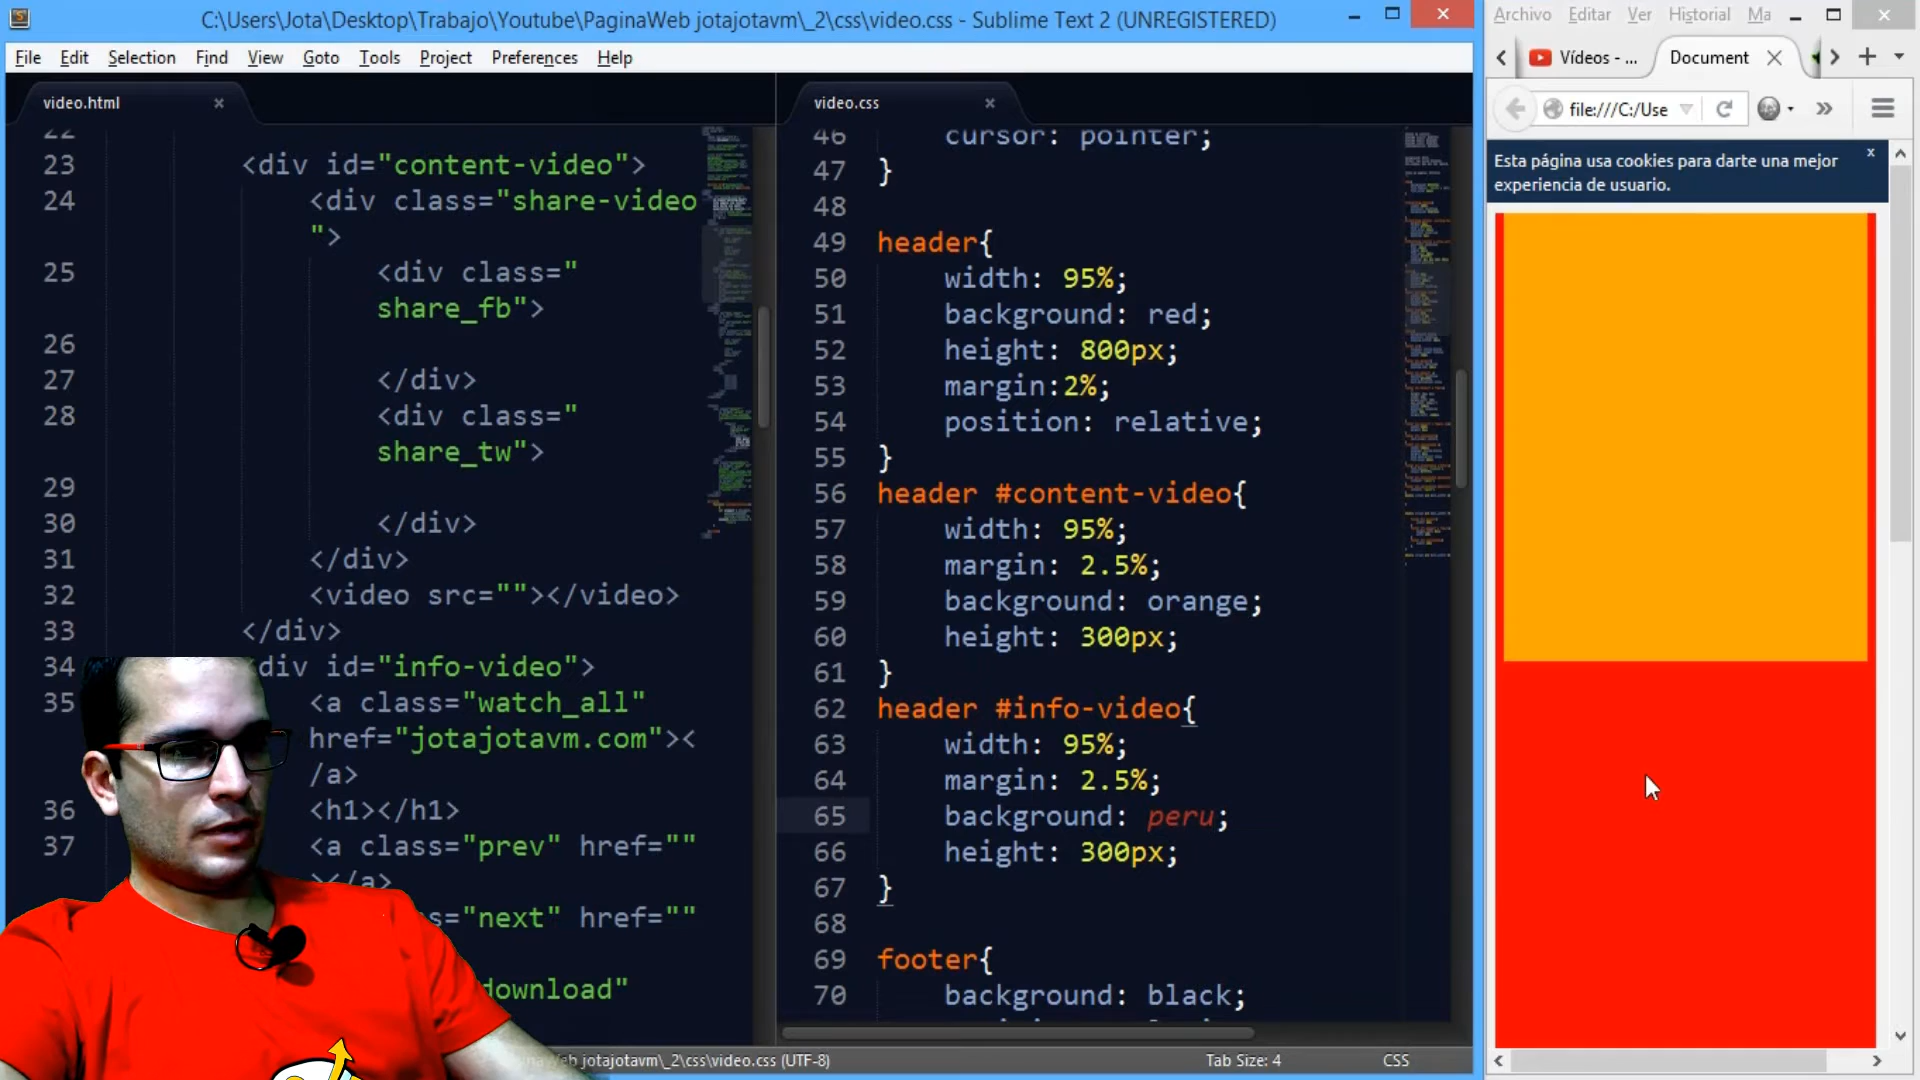 C:\Users\Jota\Desktop\Trabajo\Youtube\PaginaWeb jotajotavm\_2\css\video.css - Sublime Text 2 (UNREGISTERED)
File Edit Selection Find View Goto Tools Project Preferences Help
video.html
22
23 <div id="content-video">
24 <div class="share-video
">
25 <div class="
share_fb">
26
27 </div>
28 <div class="
share_tw">
29
30 </div>
31 </div>
32 <video src=""></video>
33 </div>
34 div id="info-video">
35 <a class="watch_all"
href="jotajotavm.com"><
/a>
36 <h1></h1>
37 <a class="prev" href=""
></a>
s="next" href=""
download"
video.css
46 cursor: pointer;
47 }
48
49 header{
50 width: 95%;
51 background: red;
52 height: 800px;
53 margin:2%;
54 position: relative;
55 }
56 header #content-video{
57 width: 95%;
58 margin: 2.5%;
59 background: orange;
60 height: 300px;
61 }
62 header #info-video{
63 width: 95%;
64 margin: 2.5%;
65 background: peru;
66 height: 300px;
67 }
68
69 footer{
70 background: black;
jotajotavm\_2\css\video.css (UTF-8)
Tab Size: 4
CSS
Archivo Editar Ver Historial Ma
Vídeos - ...
Document
file:///C:/Use
Esta página usa cookies para darte una mejor
experiencia de usuario.
x